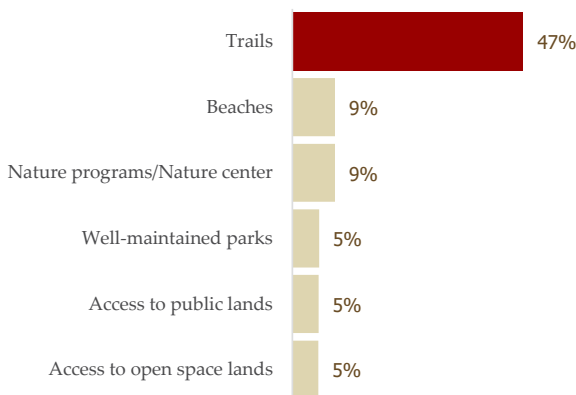 Trails 47%
Beaches 9%
Nature programs/Nature center 9%
Well-maintained parks 5%
Access to public lands 5%
Access to open space lands 5%